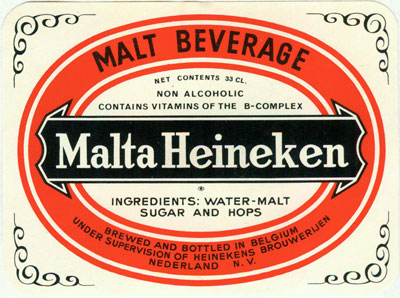 MALT BEVERAGE
NET CONTENTS 33 CL.
NON ALCOHOLIC
CONTAINS VITAMINS OF THE B-COMPLEX
Malta Heineken
®
INGREDIENTS: WATER-MALT
SUGAR AND HOPS
BREWED AND BOTTLED IN BELGIUM
UNDER SUPERVISION OF HEINEKENS BROUWERIJEN
NEDERLAND N.V.